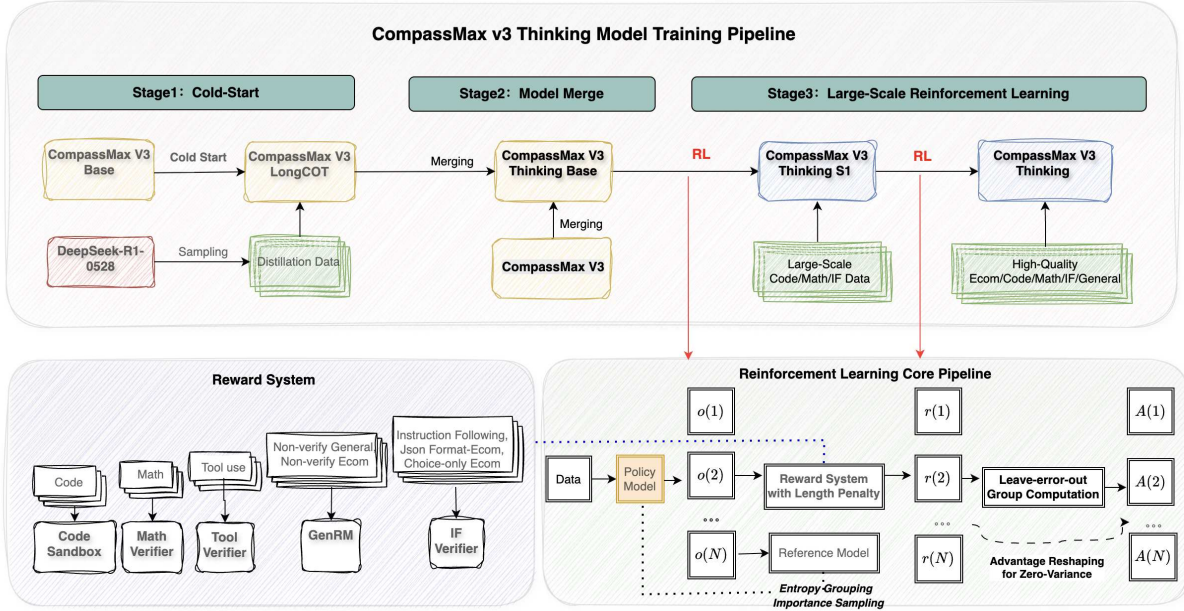 CompassMax v3 Thinking Model Training Pipeline
Stage1: Cold-Start
Stage2: Model Merge
Stage3: Large-Scale Reinforcement Learning
CompassMax V3
Base
Cold Start
CompassMax V3
LongCOT
Merging
CompassMax V3
Thinking Base
RL
CompassMax V3
Thinking S1
RL
CompassMax V3
Thinking
DeepSeek-R1-
0528
Sampling
Distillation Data
Merging
CompassMax V3
Large-Scale
Code/Math/IF Data
High-Quality
Ecom/Code/Math/IF/General
Reward System
Code
Math
Tool use
Non-verify General,
Non-verify Ecom
Instruction Following,
Json Format-Ecom,
Choice-only Ecom
Code
Sandbox
Math
Verifier
Tool
Verifier
GenRM
IF
Verifier
Reinforcement Learning Core Pipeline
o(1)
r(1)
A(1)
Data
Policy
Model
o(2)
Reward System
with Length Penalty
r(2)
Leave-error-out
Group Computation
A(2)
o(N)
Reference Model
r(N)
Advantage Reshaping
for Zero-Variance
A(N)
Entropy Grouping
Importance Sampling